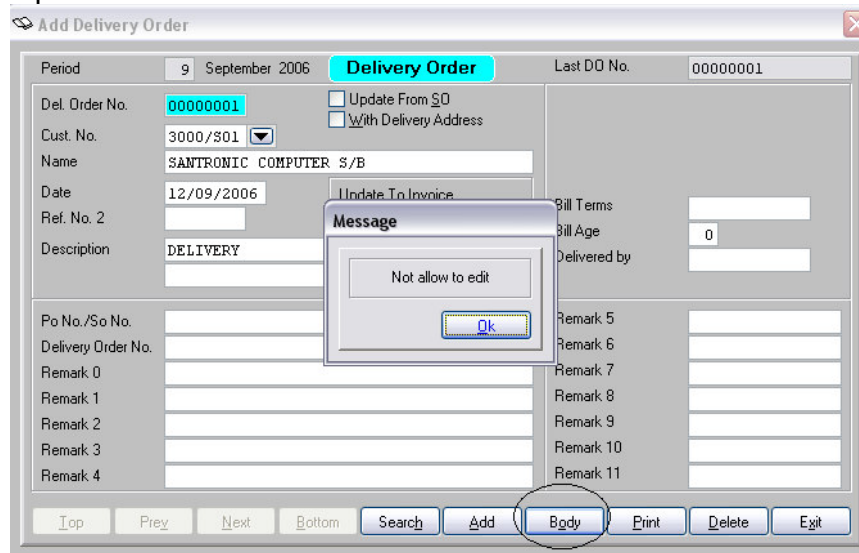 Add Delivery Order
Period 9 September 2006 Delivery Order Last DO No. 00000001
Del. Order No. 00000001 Update From SO
With Delivery Address
Cust. No. 3000/S01
Name SANTRONIC COMPUTER S/B
Date 12/09/2006 Update To Invoice
Bill Terms
Ref. No. 2
Message
Bill Age 0
Description DELIVERY
Delivered by
Not allow to edit
Ok
Po No./So No. Remark 5
Delivery Order No. Remark 6
Remark 0 Remark 7
Remark 1 Remark 8
Remark 2 Remark 9
Remark 3 Remark 10
Remark 4 Remark 11
Top Prev Next Bottom Search Add Body Print Delete Exit